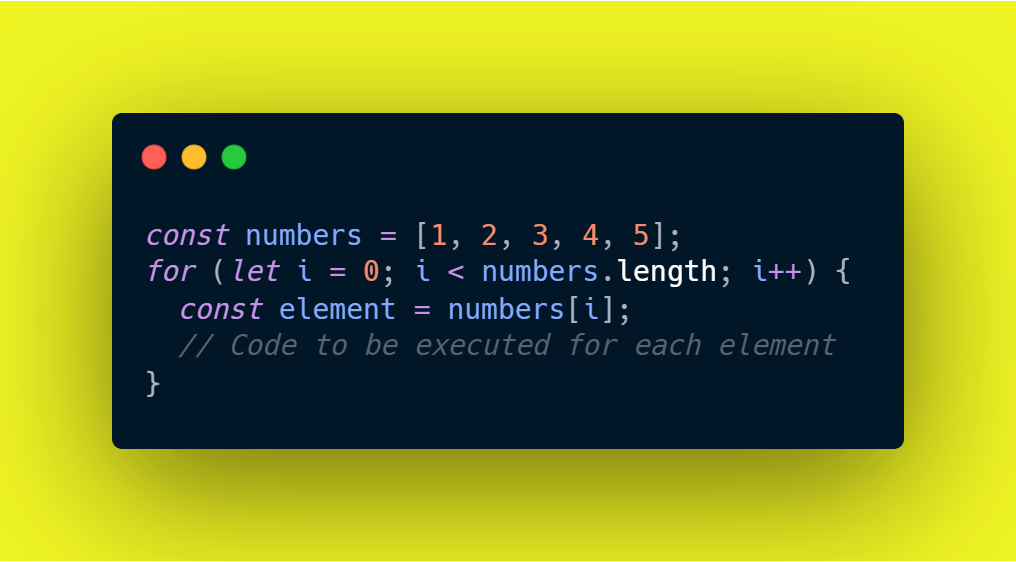 const numbers = [1, 2, 3, 4, 5];
for (let i = 0; i < numbers.length; i++) {
  const element = numbers[i];
  // Code to be executed for each element
}